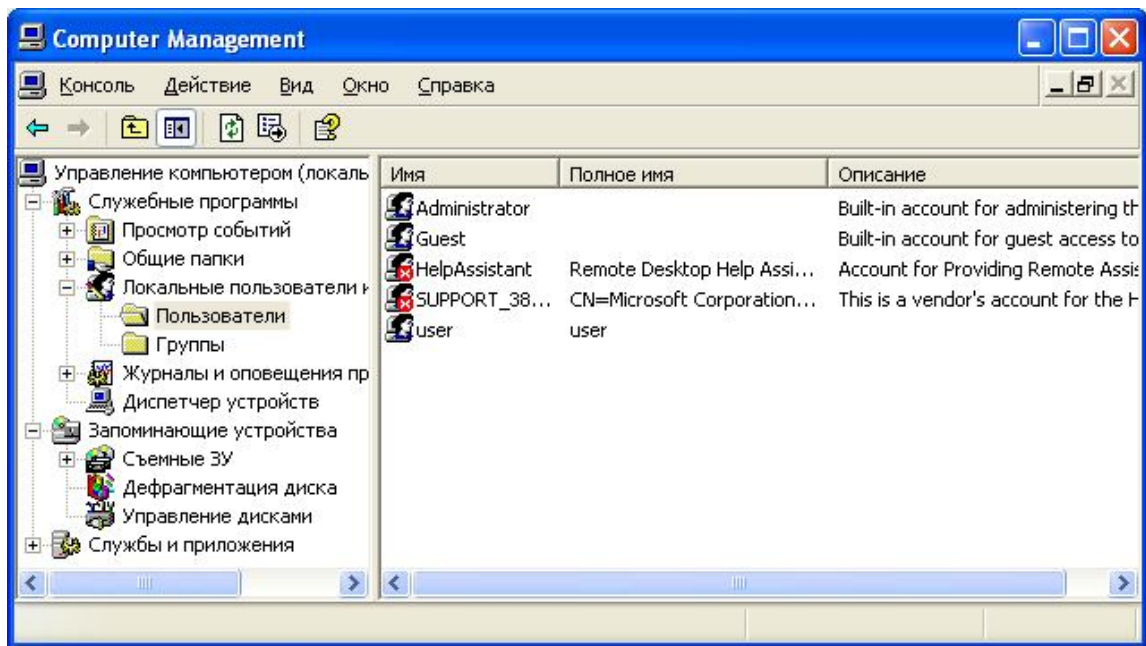 Computer Management
Консоль Действие Вид Окно Справка
Управление компьютером (локаль
Служебные программы
Просмотр событий
Общие папки
Локальные пользователи и
Пользователи
Группы
Журналы и оповещения пр
Диспетчер устройств
Запоминающие устройства
Съемные ЗУ
Дефрагментация диска
Управление дисками
Службы и приложения
Имя Полное имя Описание
Administrator Built-in account for administering th
Guest Built-in account for guest access to
HelpAssistant Remote Desktop Help Assi... Account for Providing Remote Assis
SUPPORT_38... CN=Microsoft Corporation... This is a vendor's account for the H
user user